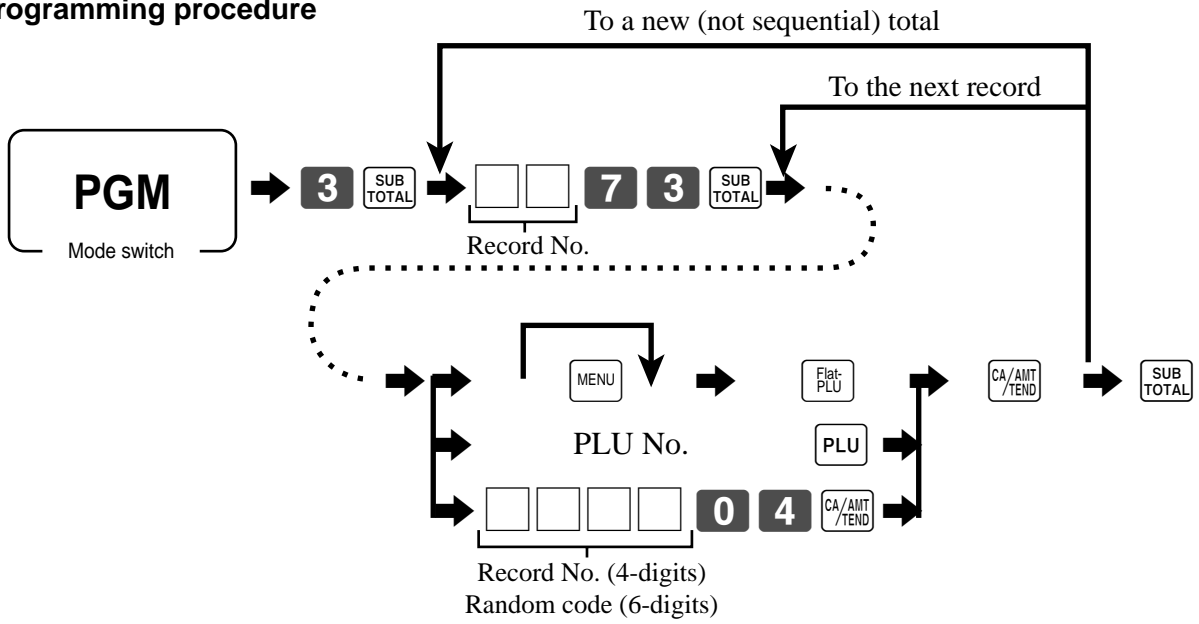 rogramming procedure
To a new (not sequential) total
To the next record
PGM
Mode switch
3 SUB TOTAL 7 3 SUB TOTAL
Record No.
MENU Flat-PLU CA/AMT/TEND SUB TOTAL
PLU No. PLU
0 4 CA/AMT/TEND
Record No. (4-digits)
Random code (6-digits)